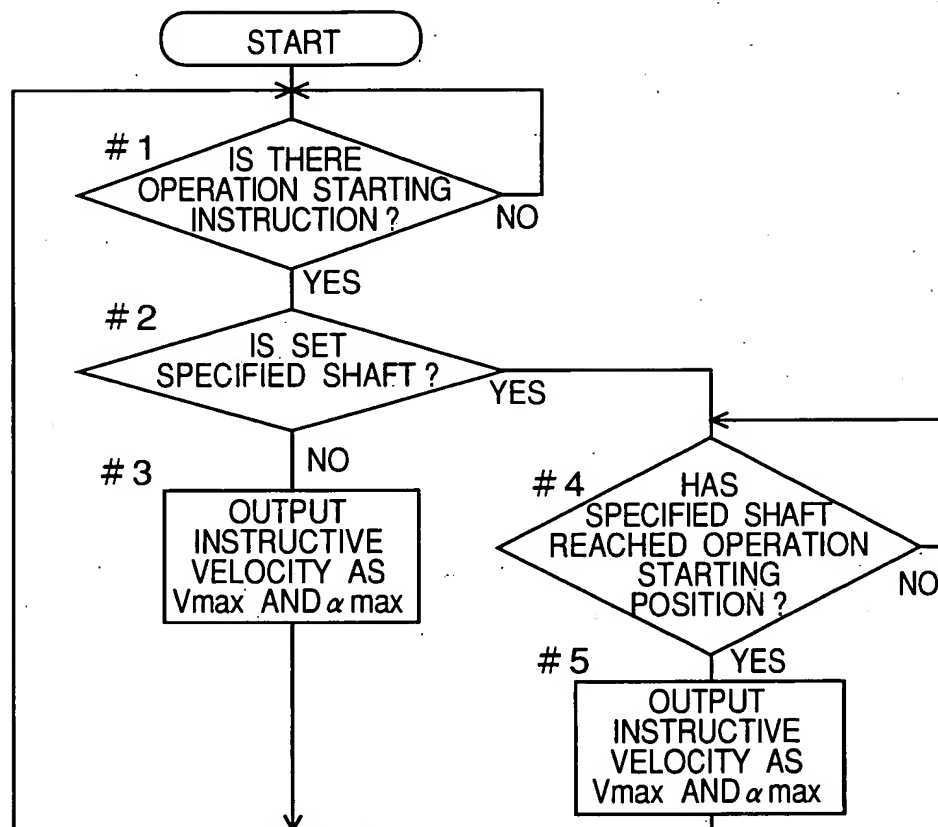 START
#1
IS THERE
OPERATION STARTING
INSTRUCTION?
NO
YES
#2
IS SET
SPECIFIED SHAFT?
YES
NO
#3
OUTPUT
INSTRUCTIVE
VELOCITY AS
Vmax AND α max
#4
HAS
SPECIFIED SHAFT
REACHED OPERATION
STARTING
POSITION?
NO
YES
#5
OUTPUT
INSTRUCTIVE
VELOCITY AS
Vmax AND α max